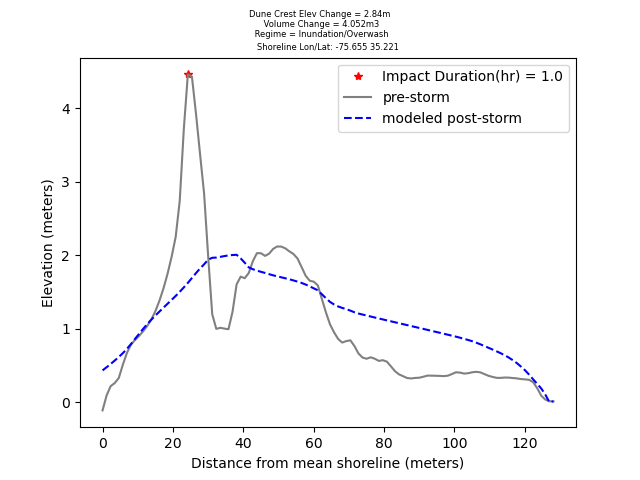 Dune Crest Elev Change = 2.84m
Volume Change = 4.052m3
Regime = Inundation/Overwash
Shoreline Lon/Lat: -75.655 35.221
Impact Duration(hr) = 1.0
pre-storm
modeled post-storm
Elevation (meters)
4
3
2
1
0
0 20 40 60 80 100 120
Distance from mean shoreline (meters)